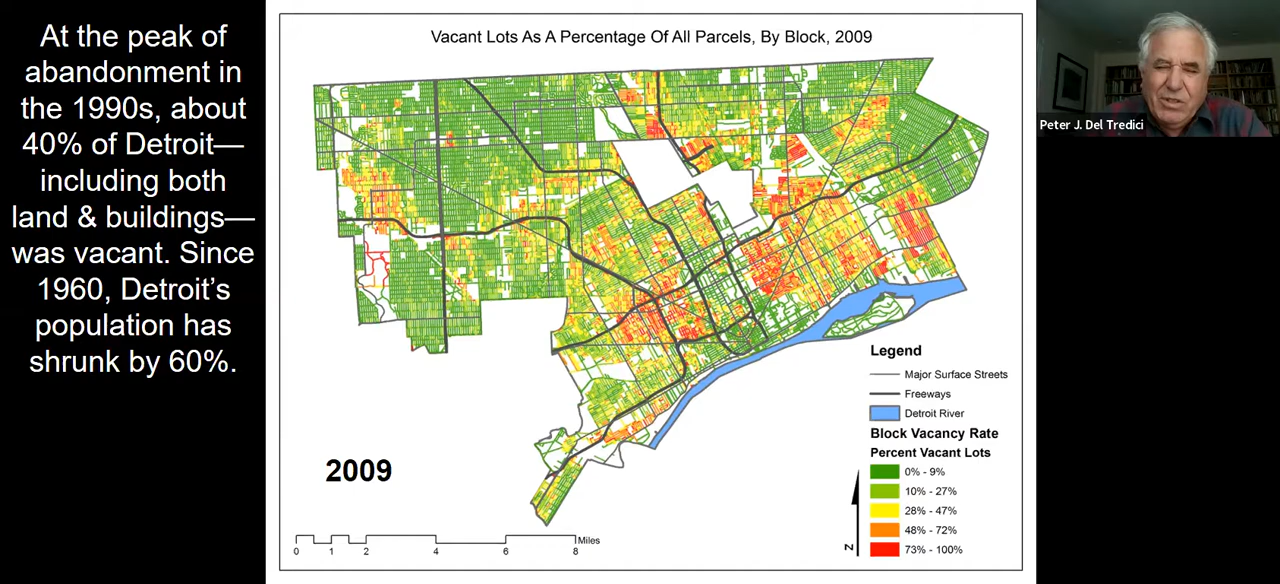 At the peak of
abandonment in
the 1990s, about
40% of Detroit—
including both
land & buildings—
was vacant. Since
1960, Detroit’s
population has
shrunk by 60%.
Vacant Lots As A Percentage Of All Parcels, By Block, 2009
Peter J. Del Tredici
Legend
Major Surface Streets
Freeways
Detroit River
Block Vacancy Rate
Percent Vacant Lots
0% - 9%
10% - 27%
28% - 47%
48% - 72%
73% - 100%
N
2009
Miles
0 1 2 4 6 8